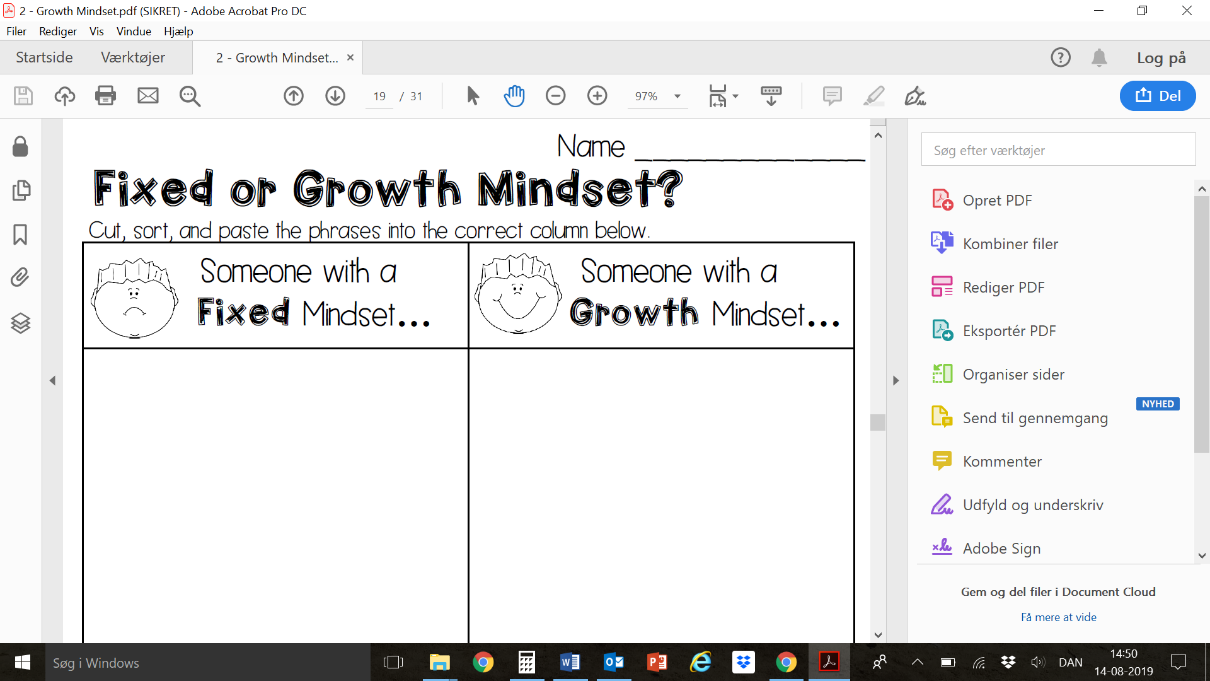 2 - Growth Mindset.pdf (SIKRET) - Adobe Acrobat Pro DC
Filer Rediger Vis Vindue Hjælp
Startside Værktøjer 2 - Growth Mindset... × Log på
19 / 31 97% Del
Name
Fixed or Growth Mindset?
Cut, sort, and paste the phrases into the correct column below.
Someone with a
Fixed Mindset...
Someone with a
Growth Mindset...
Søg efter værktøjer
Opret PDF
Kombiner filer
Rediger PDF
Eksportér PDF
Organiser sider
NYHED
Send til gennemgang
Kommenter
Udfyld og underskriv
Adobe Sign
Gem og del filer i Document Cloud
Få mere at vide
Søg i Windows
DAN
14:50
14-08-2019